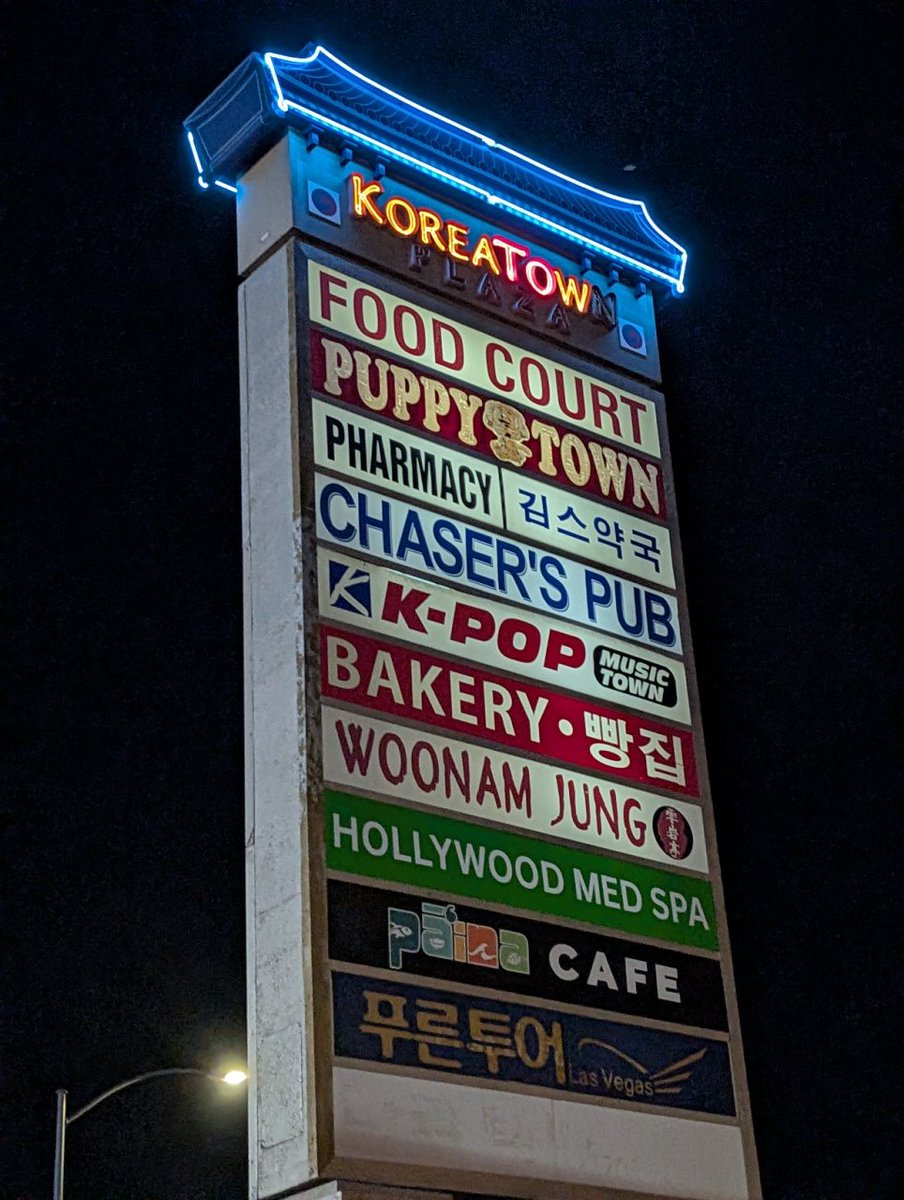 KOREATOWN
PLAZA
FOOD COURT
PUPPY TOWN
PHARMACY 김스약국
CHASER'S PUB
K K-POP MUSIC TOWN
BAKERY • 빵집
WOONAM JUNG
HOLLYWOOD MED SPA
pāina CAFE
푸른투어 Las Vegas